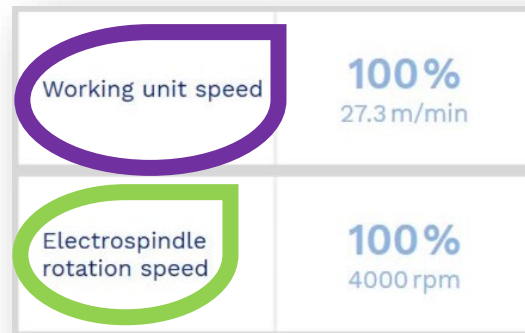 Working unit speed
100%
27.3 m/min
Electrospindle
rotation speed
100%
4000 rpm